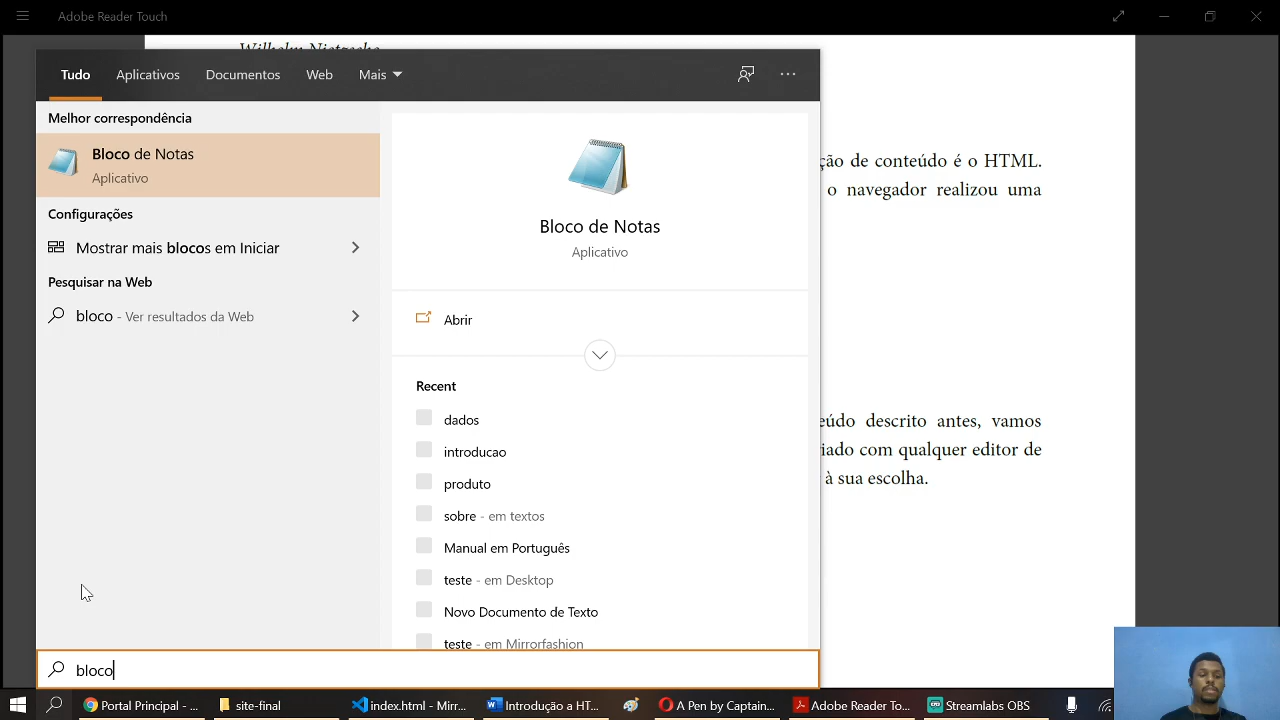 Adobe Reader Touch
Wilhelm Nietzsche
Tudo Aplicativos Documentos Web Mais
Melhor correspondência
Bloco de Notas
Aplicativo
Configurações
Mostrar mais blocos em Iniciar
Pesquisar na Web
bloco - Ver resultados da Web
Bloco de Notas
Aplicativo
Abrir
Recent
dados
introducao
produto
sobre - em textos
Manual em Português
teste - em Desktop
Novo Documento de Texto
teste - em Mirrorfashion
ção de conteúdo é o HTML.
o navegador realizou uma
eúdo descrito antes, vamos
iado com qualquer editor de
à sua escolha.
bloco
Portal Principal - ... site-final index.html - Mirr... Introdução a HT... A Pen by Captain... Adobe Reader To... Streamlabs OBS